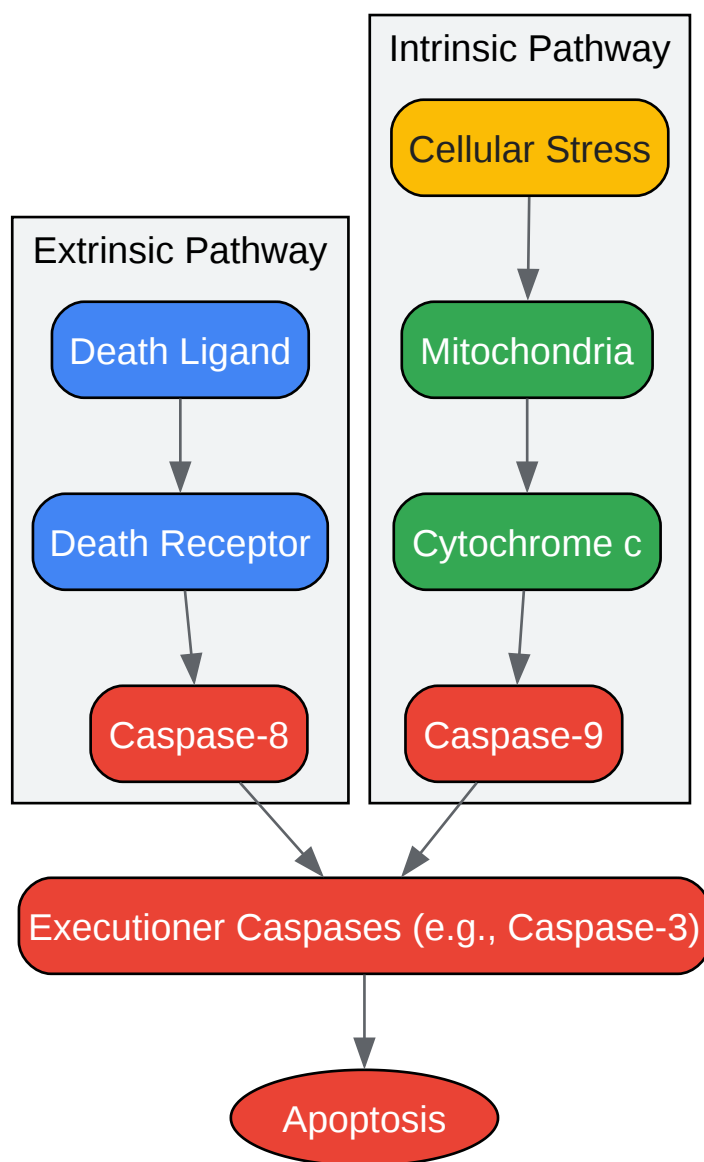 Intrinsic Pathway
Cellular Stress
Extrinsic Pathway
Death Ligand
Mitochondria
Death Receptor
Cytochrome c
Caspase-8
Caspase-9
Executioner Caspases (e.g., Caspase-3)
Apoptosis